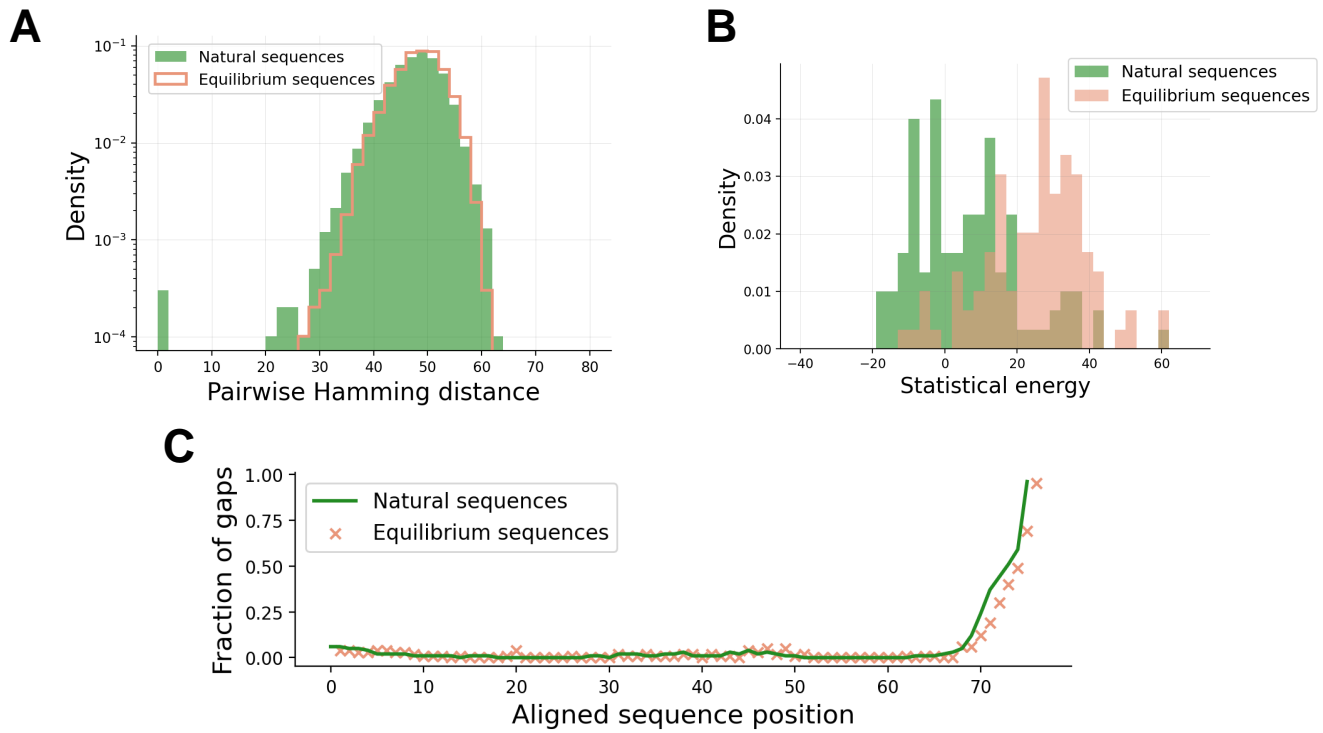 A
10⁻¹
10⁻²
10⁻³
10⁻⁴
Density
Natural sequences
Equilibrium sequences
0 10 20 30 40 50 60 70 80
Pairwise Hamming distance
B
Natural sequences
Equilibrium sequences
0.04
0.03
0.02
0.01
0.00
Density
−40 −20 0 20 40 60
Statistical energy
C
1.00
0.75
0.50
0.25
0.00
Fraction of gaps
Natural sequences
Equilibrium sequences
0 10 20 30 40 50 60 70
Aligned sequence position